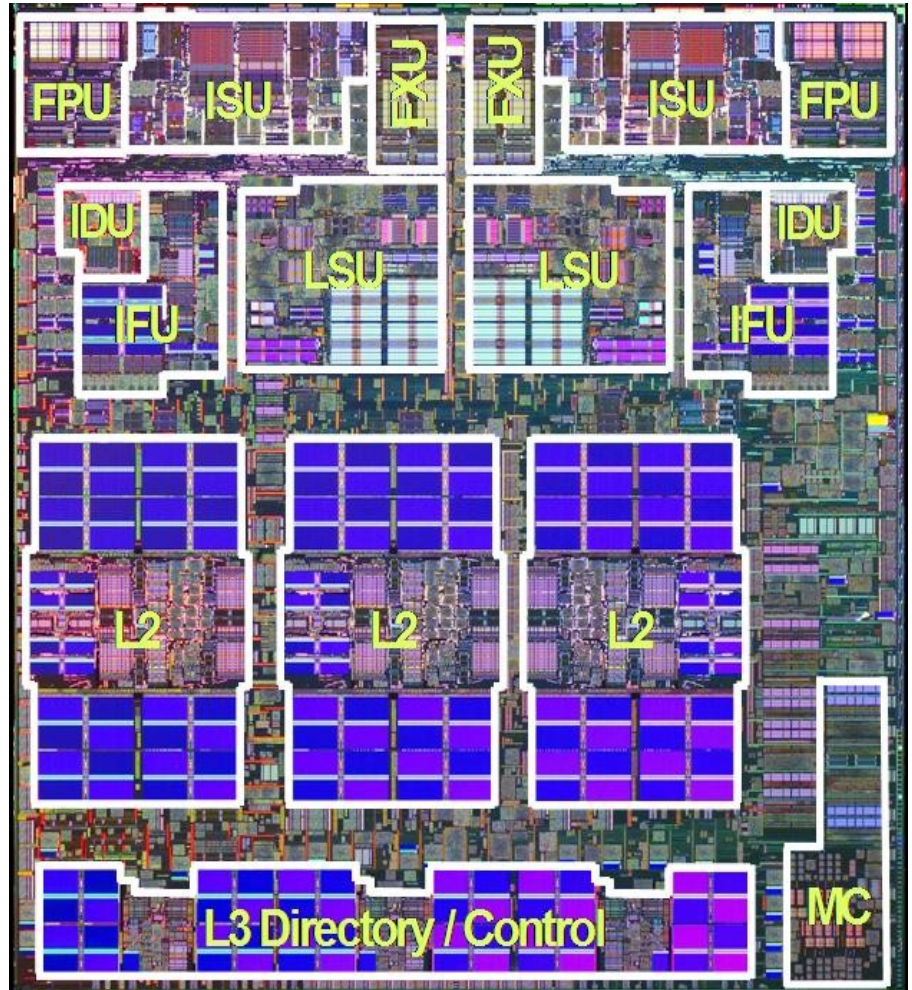 FPU ISU FXU FXU ISU FPU
IDU LSU LSU IDU
IFU IFU
L2 L2 L2
L3 Directory / Control MC